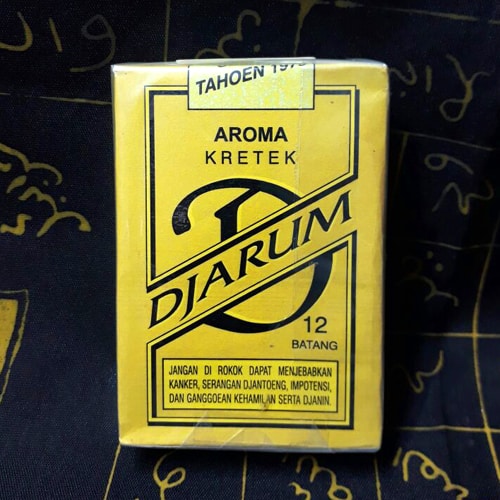 TAHOEN
AROMA
KRETEK
D
DJARUM
12
BATANG
JANGAN DI ROKOK DAPAT MENJEBABKAN
KANKER, SERANGAN DJANTOENG, IMPOTENSI,
DAN GANGGOEAN KEHAMILAN SERTA DJANIN.